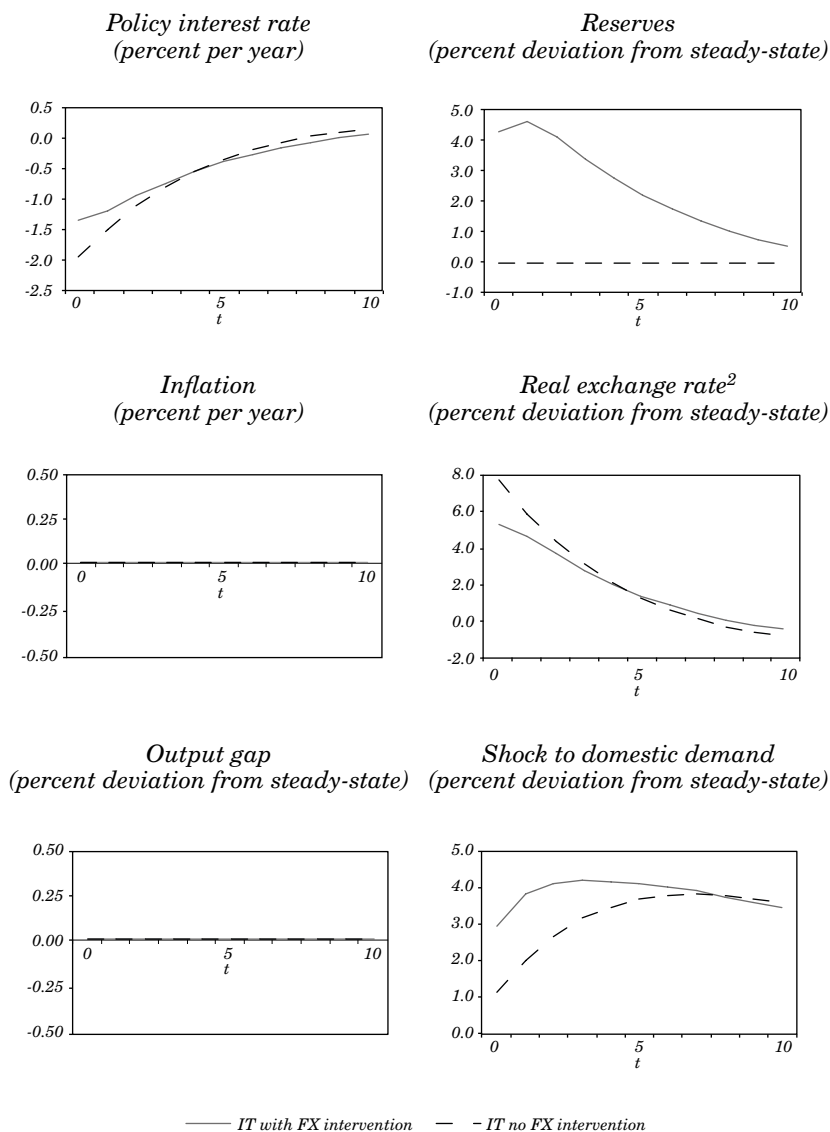 Policy interest rate
(percent per year)
0.5
0.0
-0.5
-1.0
-1.5
-2.0
-2.5
0 5 10
t
Reserves
(percent deviation from steady-state)
5.0
4.0
3.0
2.0
1.0
0.0
-1.0
0 5 10
t
Inflation
(percent per year)
0.50
0.25
0.00
-0.25
-0.50
0 5 10
t
Real exchange rate²
(percent deviation from steady-state)
8.0
6.0
4.0
2.0
0.0
-2.0
0 5 10
t
Output gap
(percent deviation from steady-state)
0.50
0.25
0.00
-0.25
-0.50
0 5 10
t
Shock to domestic demand
(percent deviation from steady-state)
5.0
4.0
3.0
2.0
1.0
0.0
0 5 10
t
IT with FX intervention IT no FX intervention